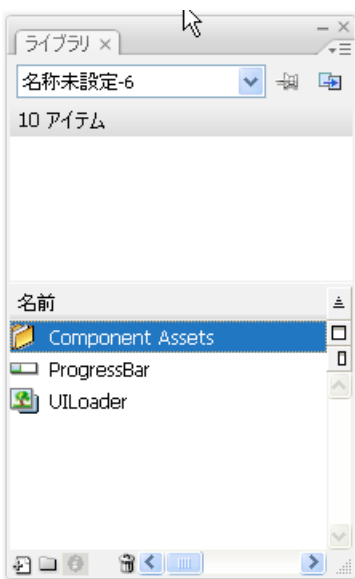 ライブラリ ×
名称未設定-6
10 アイテム
名前
Component Assets
ProgressBar
UILoader